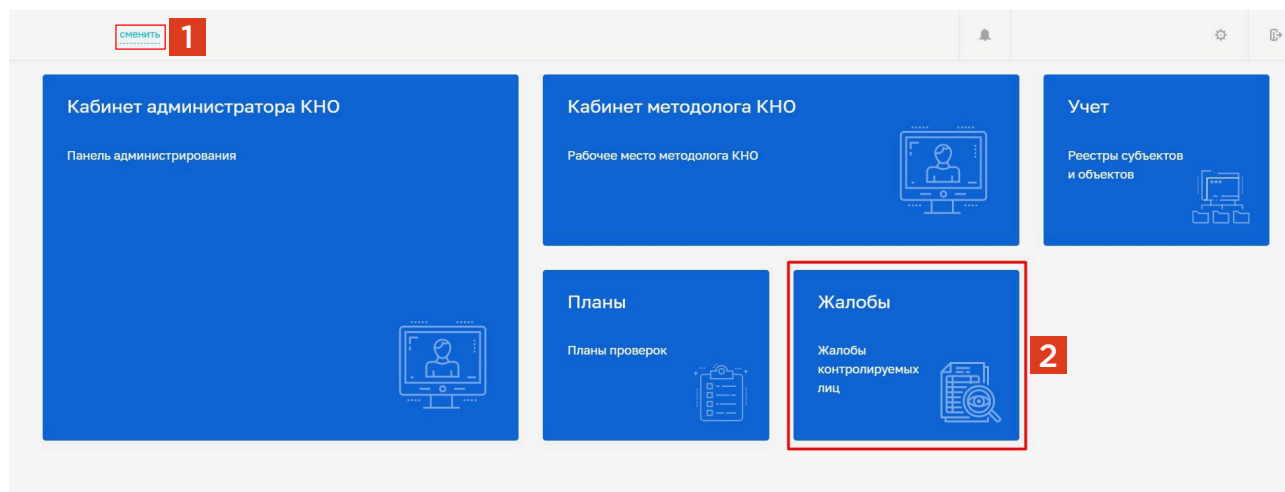 сменить
1
Кабинет администратора КНО
Панель администрирования
Кабинет методолога КНО
Рабочее место методолога КНО
Учет
Реестры субъектов
и объектов
Планы
Планы проверок
Жалобы
Жалобы
контролируемых
лиц
2